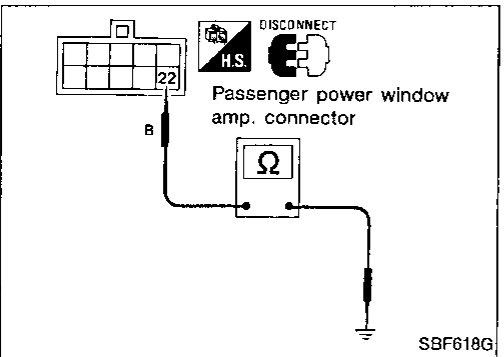 DISCONNECT
H.S.
22
Passenger power window
amp. connector
B
Ω
SBF618G